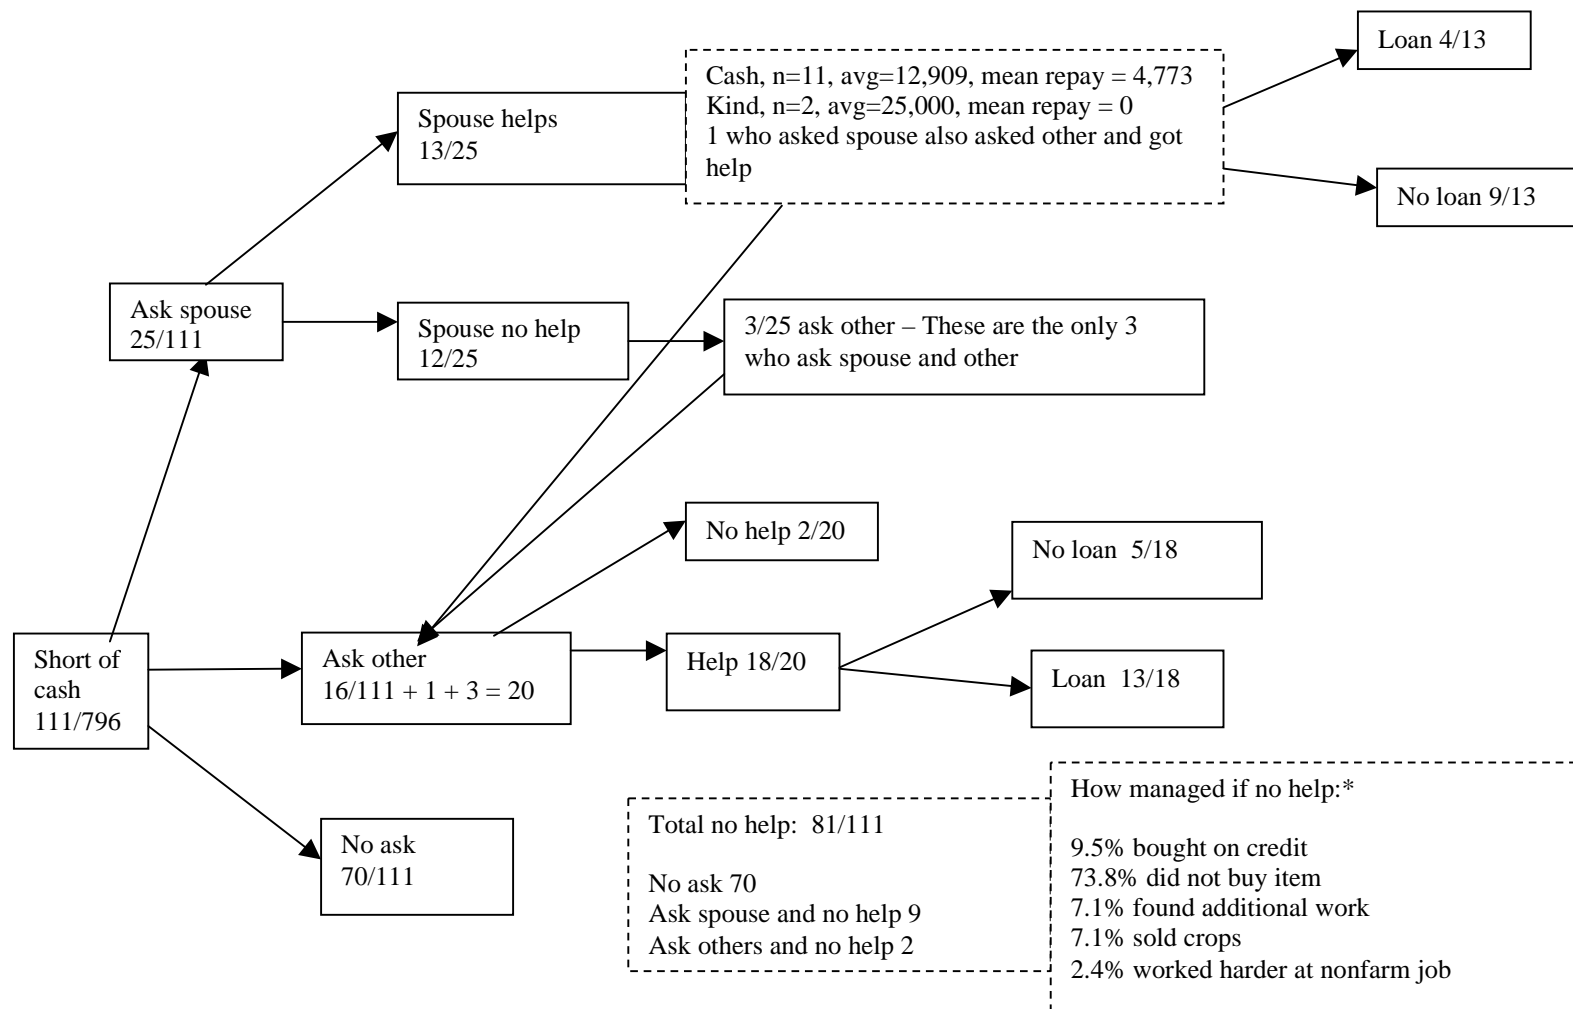 Loan 4/13
Cash, n=11, avg=12,909, mean repay = 4,773
Kind, n=2, avg=25,000, mean repay = 0
1 who asked spouse also asked other and got
help
Spouse helps
13/25
No loan 9/13
Ask spouse
25/111
Spouse no help
12/25
3/25 ask other – These are the only 3
who ask spouse and other
No help 2/20
No loan 5/18
Short of
cash
111/796
Ask other
16/111 + 1 + 3 = 20
Help 18/20
Loan 13/18
No ask
70/111
Total no help: 81/111
No ask 70
Ask spouse and no help 9
Ask others and no help 2
How managed if no help:*
9.5% bought on credit
73.8% did not buy item
7.1% found additional work
7.1% sold crops
2.4% worked harder at nonfarm job